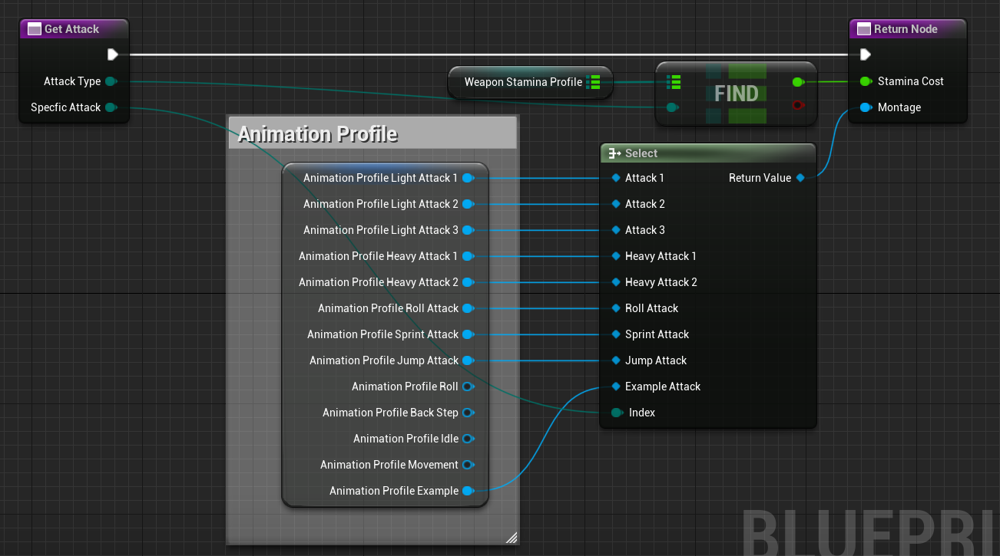 Get Attack
Attack Type
Specfic Attack
Weapon Stamina Profile
FIND
Return Node
Stamina Cost
Montage
Animation Profile
Animation Profile Light Attack 1
Animation Profile Light Attack 2
Animation Profile Light Attack 3
Animation Profile Heavy Attack 1
Animation Profile Heavy Attack 2
Animation Profile Roll Attack
Animation Profile Sprint Attack
Animation Profile Jump Attack
Animation Profile Roll
Animation Profile Back Step
Animation Profile Idle
Animation Profile Movement
Animation Profile Example
Select
Attack 1
Return Value
Attack 2
Attack 3
Heavy Attack 1
Heavy Attack 2
Roll Attack
Sprint Attack
Jump Attack
Example Attack
Index
BLUEPRI